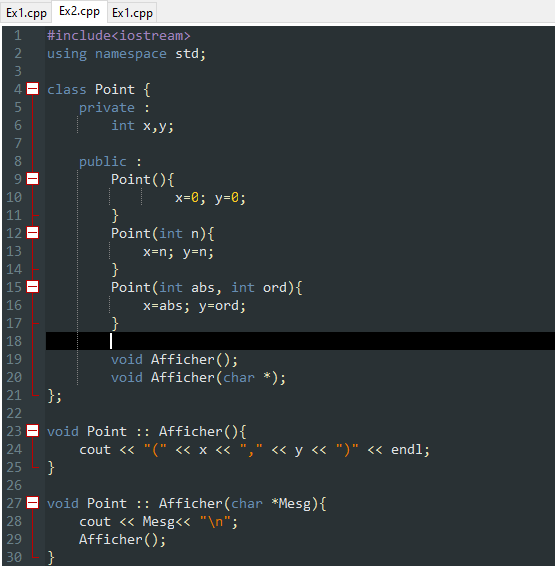 Ex1.cpp Ex2.cpp Ex1.cpp
1 #include<iostream>
2 using namespace std;
3
4 class Point {
5 private :
6 int x,y;
7
8 public :
9 Point(){
10 x=0; y=0;
11 }
12 Point(int n){
13 x=n; y=n;
14 }
15 Point(int abs, int ord){
16 x=abs; y=ord;
17 }
18
19 void Afficher();
20 void Afficher(char *);
21 };
22
23 void Point :: Afficher(){
24 cout << "(" << x << "," << y << ")" << endl;
25 }
26
27 void Point :: Afficher(char *Mesg){
28 cout << Mesg<< "\n";
29 Afficher();
30 }